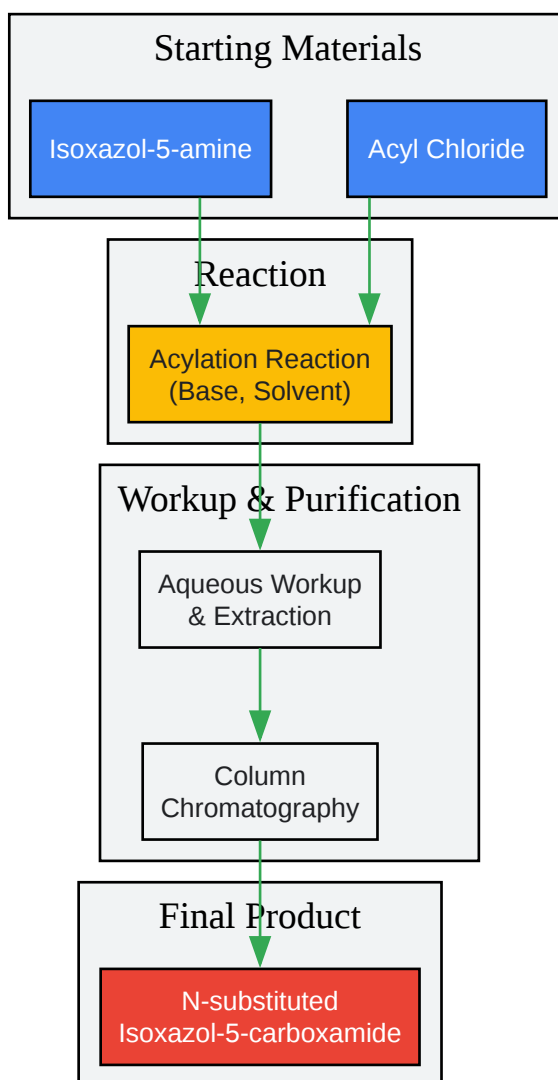 Starting Materials
Isoxazol-5-amine
Acyl Chloride
Reaction
Acylation Reaction
(Base, Solvent)
Workup & Purification
Aqueous Workup
& Extraction
Column
Chromatography
Final Product
N-substituted
Isoxazol-5-carboxamide